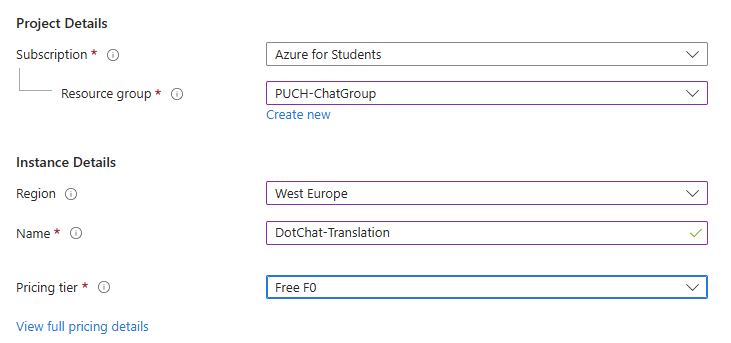 Project Details
Subscription *
Azure for Students
Resource group *
PUCH-ChatGroup
Create new
Instance Details
Region
West Europe
Name *
DotChat-Translation
Pricing tier *
Free F0
View full pricing details